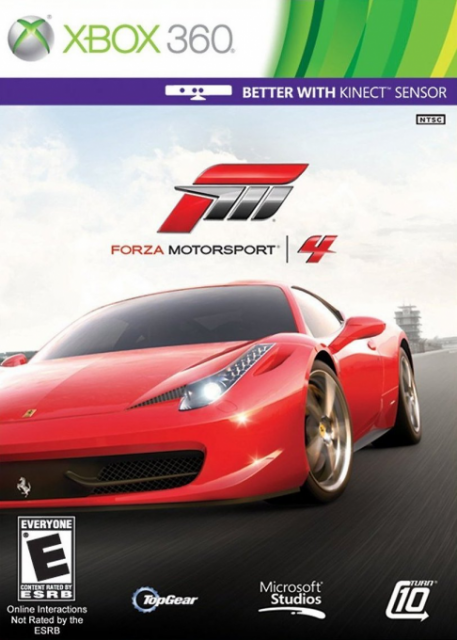 XBOX 360.
BETTER WITH KINECT™ SENSOR
NTSC
FORZA MOTORSPORT® | 4
EVERYONE
E
CONTENT RATED BY
ESRB
Online Interactions
Not Rated by the
ESRB
TopGear
Microsoft®
Studios
TURN
10